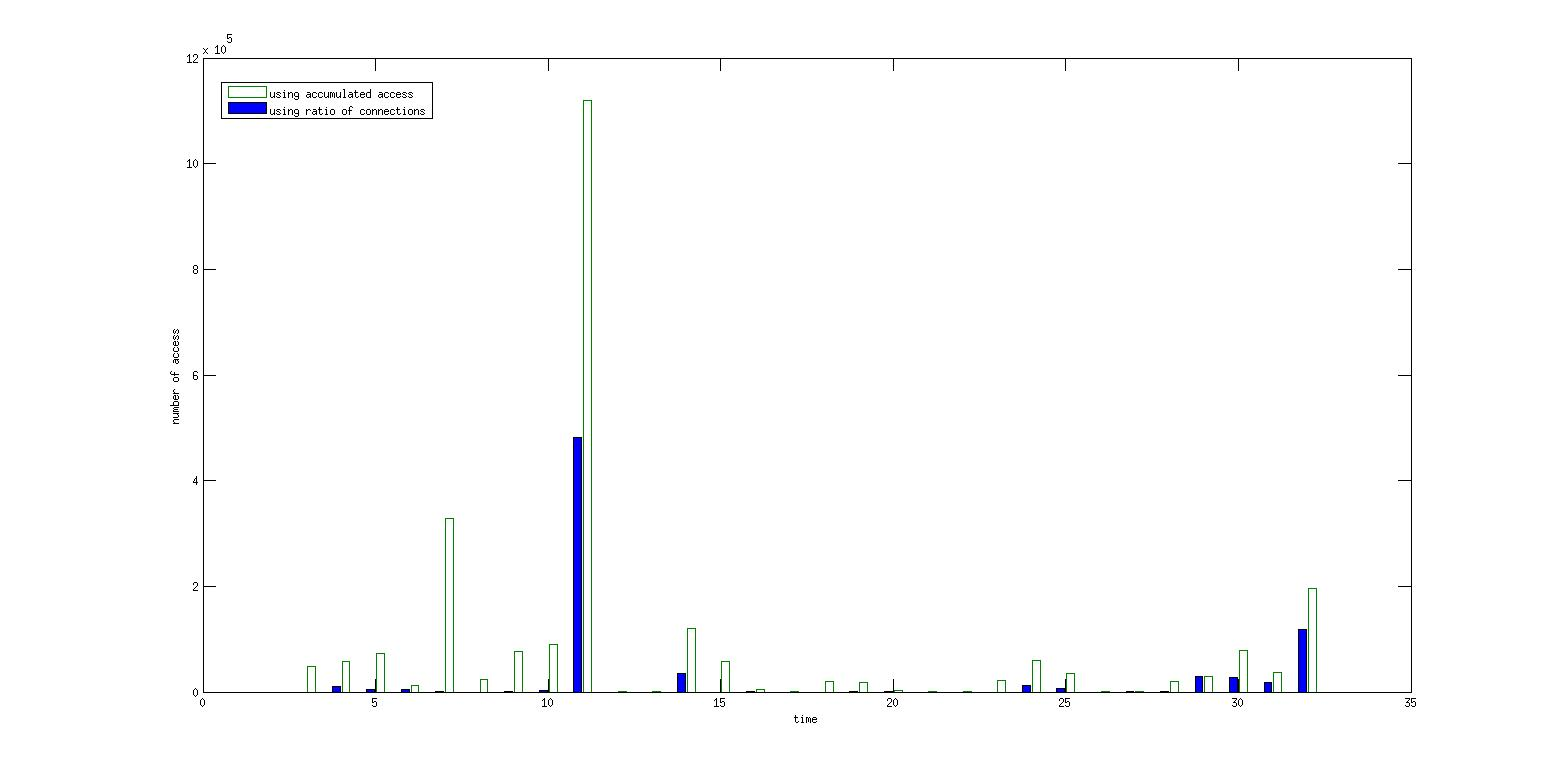 x 10^5
12
using accumulated access
using ratio of connections
10
8
6
4
2
0
number of access
0 5 10 15 20 25 30 35
time